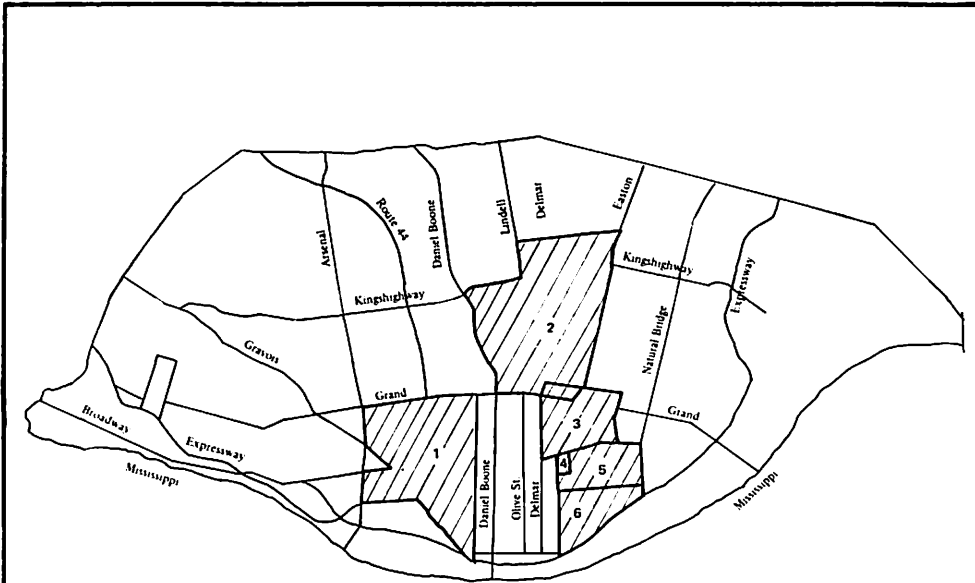 Arsenal
Route 44
Daniel Boone
Lindell
Delmar
Easton
Kingshighway
Kingshighway
Expressway
Natural Bridge
2
Gravois
Grand
Grand
Broadway
Expressway
Mississippi
1
Daniel Boone
Olive St
Delmar
3
4
5
6
Mississippi